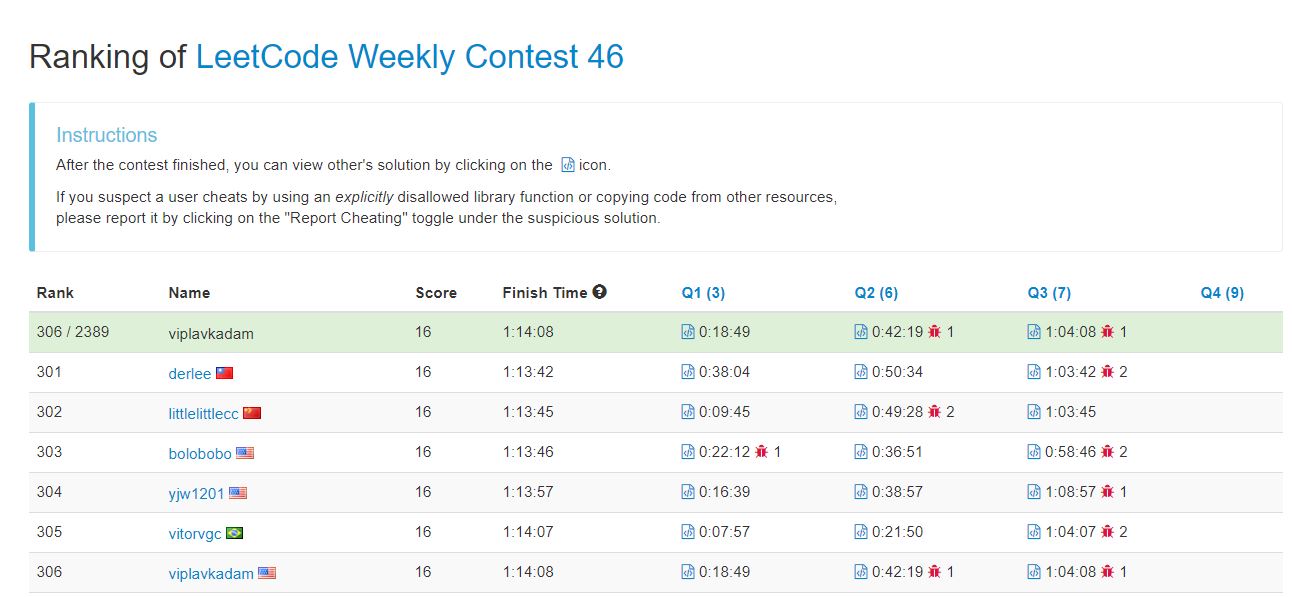 Ranking of LeetCode Weekly Contest 46
Instructions
After the contest finished, you can view other's solution by clicking on the icon.
If you suspect a user cheats by using an explicitly disallowed library function or copying code from other resources,
please report it by clicking on the "Report Cheating" toggle under the suspicious solution.
Rank Name Score Finish Time Q1 (3) Q2 (6) Q3 (7) Q4 (9)
306 / 2389 viplavkadam 16 1:14:08 0:18:49 0:42:19 1 1:04:08 1
301 derlee 16 1:13:42 0:38:04 0:50:34 1:03:42 2
302 littlelittlecc 16 1:13:45 0:09:45 0:49:28 2 1:03:45
303 bolobobo 16 1:13:46 0:22:12 1 0:36:51 0:58:46 2
304 yjw1201 16 1:13:57 0:16:39 0:38:57 1:08:57 1
305 vitorvgc 16 1:14:07 0:07:57 0:21:50 1:04:07 2
306 viplavkadam 16 1:14:08 0:18:49 0:42:19 1 1:04:08 1